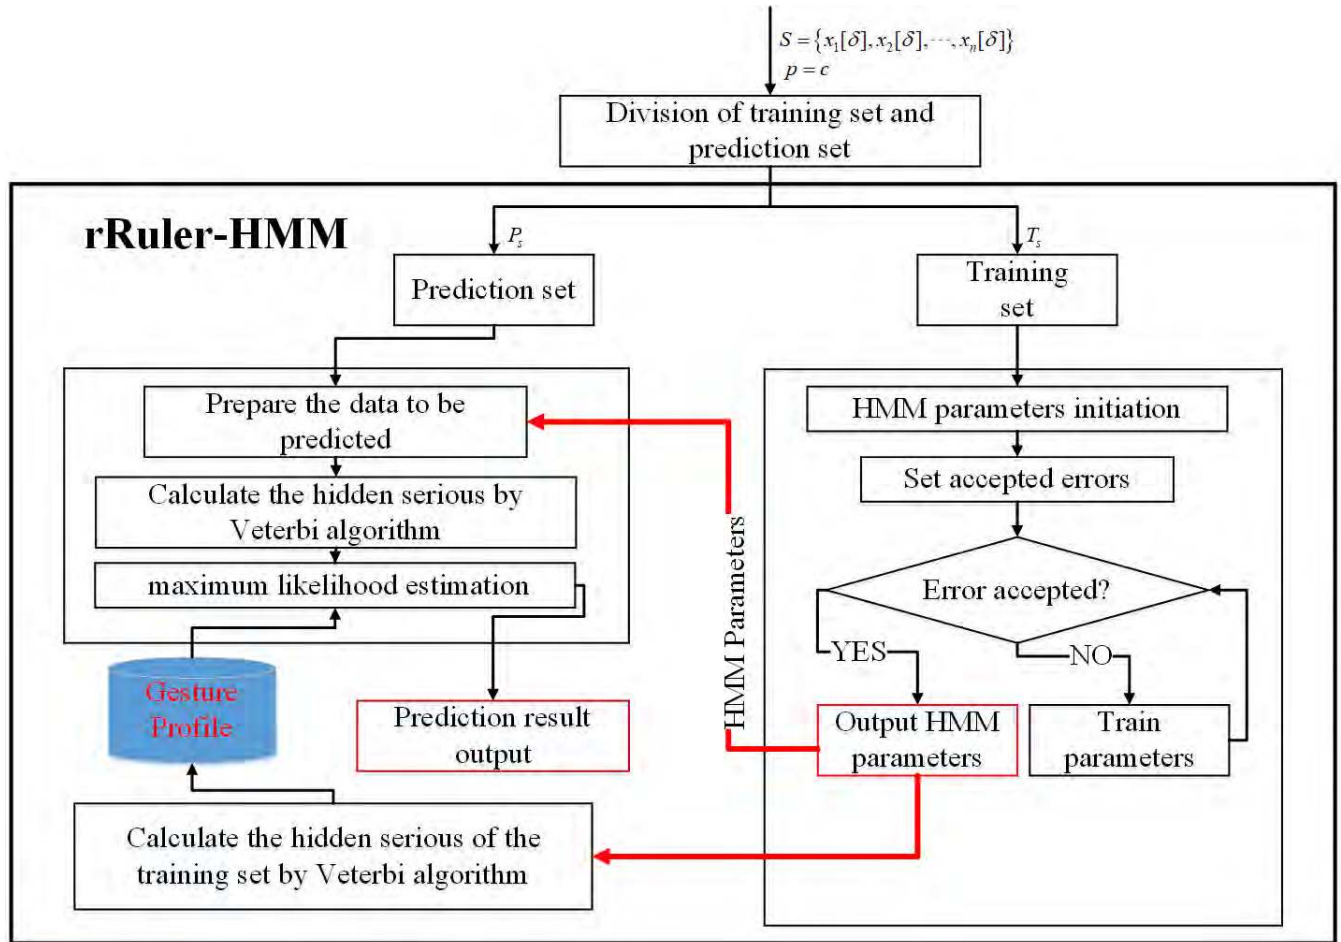 S = {x₁[δ], x₂[δ], ···, xₙ[δ]}
p = c
Division of training set and
prediction set
rRuler-HMM
Pₛ
Tₛ
Prediction set
Training
set
Prepare the data to be
predicted
HMM parameters initiation
Set accepted errors
Calculate the hidden serious by
Veterbi algorithm
maximum likelihood estimation
Error accepted?
HMM Parameters
YES
NO
Gesture
Profile
Prediction result
output
Output HMM
parameters
Train
parameters
Calculate the hidden serious of the
training set by Veterbi algorithm